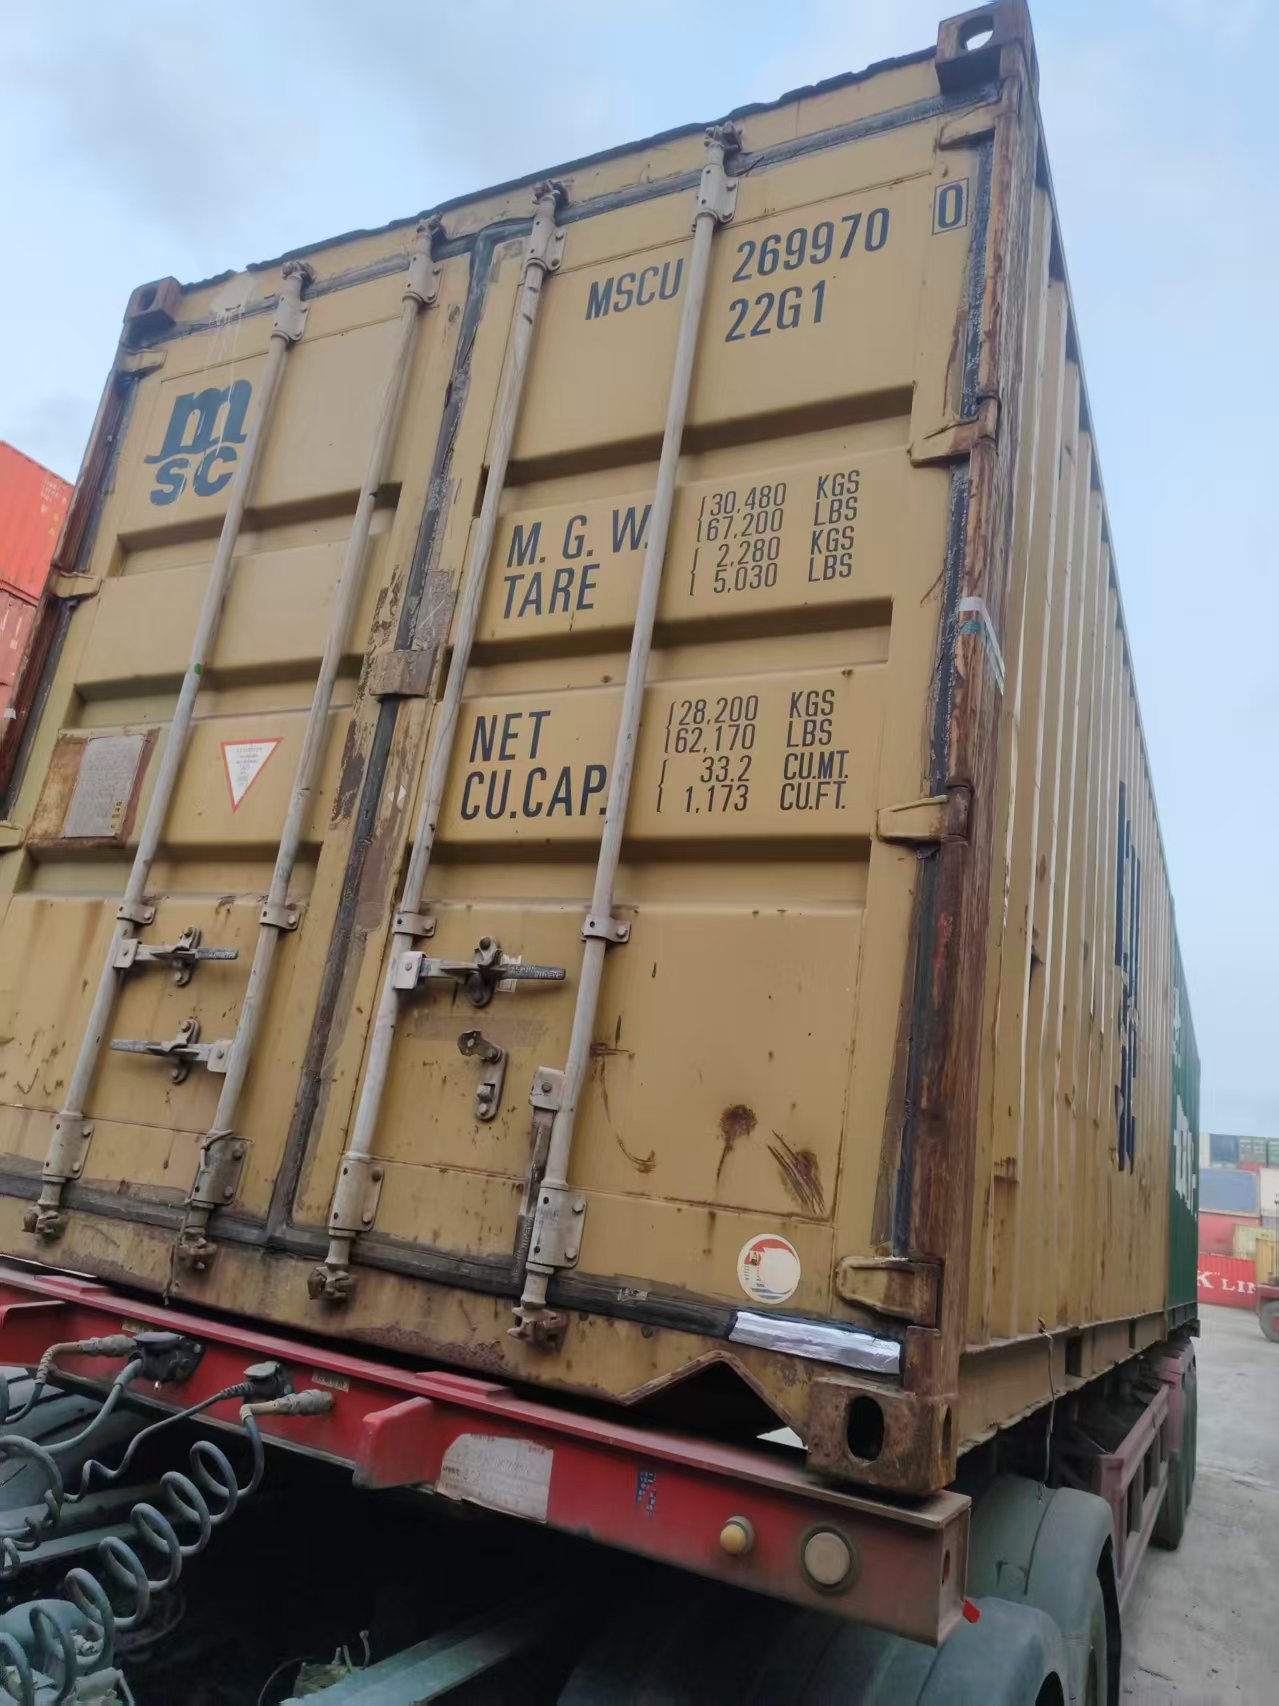 MSCU 269970 0
22G1
msc
M. G. W. 30,480 KGS
67,200 LBS
TARE 2,280 KGS
5,030 LBS
NET 28,200 KGS
62,170 LBS
CU.CAP. 33.2 CU.MT.
1,173 CU.FT.
K LIN